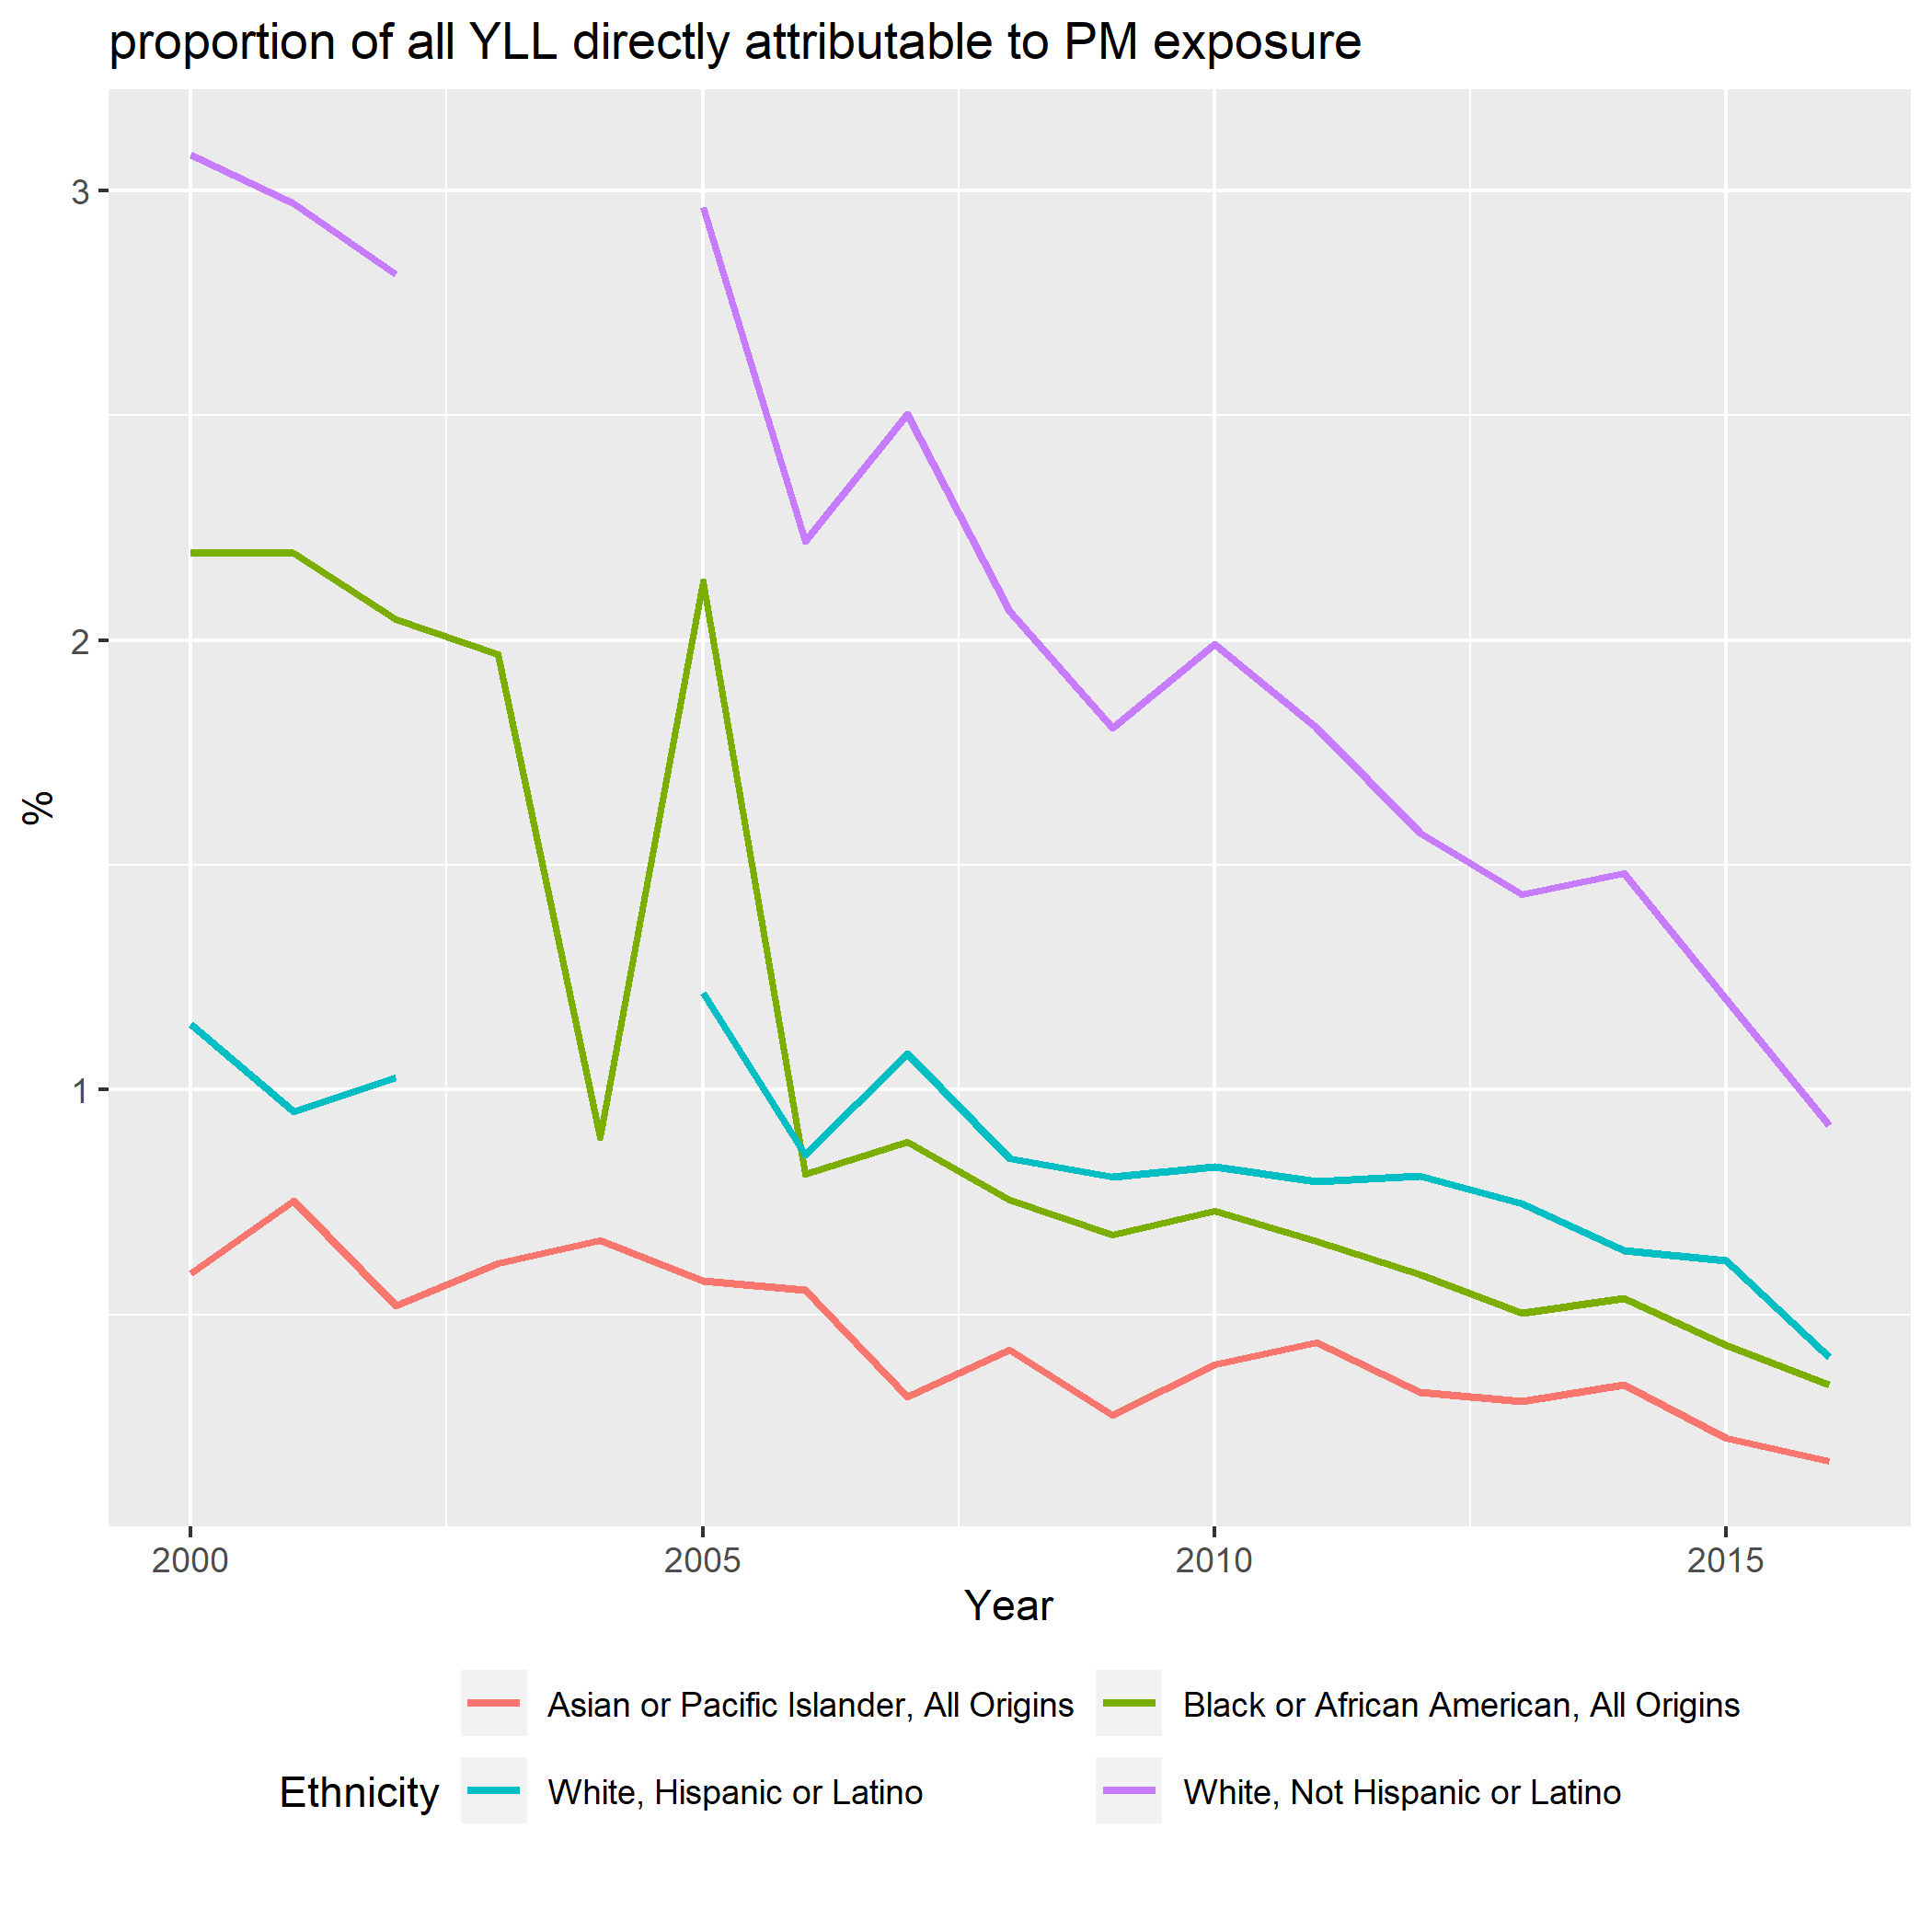 proportion of all YLL directly attributable to PM exposure
3
2
1
%
2000 2005 2010 2015
Year
Asian or Pacific Islander, All Origins Black or African American, All Origins
Ethnicity White, Hispanic or Latino White, Not Hispanic or Latino